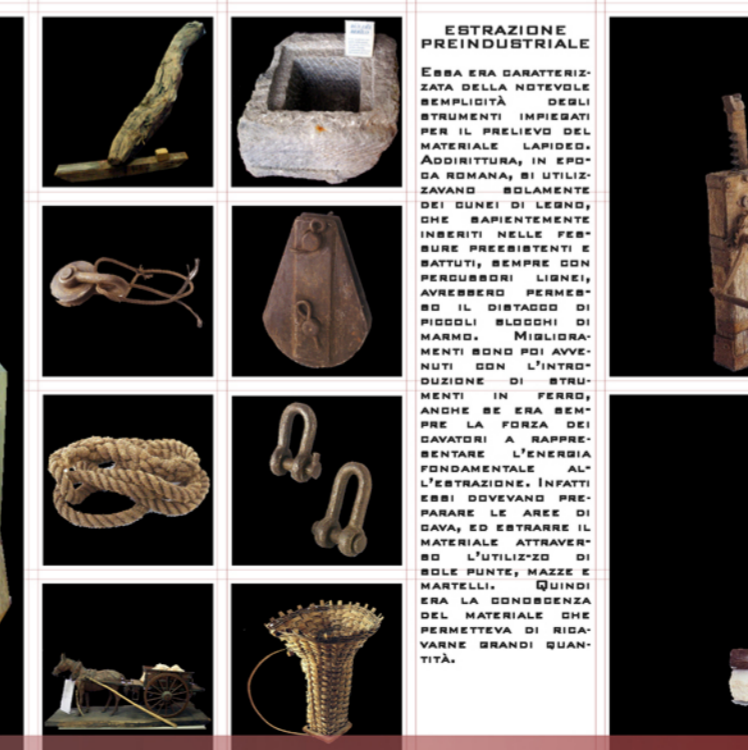 ESTRAZIONE
PREINDUSTRIALE
ESSA ERA CARATTERIZ-
ZATA DELLA NOTEVOLE
SEMPLICITÀ DEGLI
STRUMENTI IMPIEGATI
PER IL PRELIEVO DEL
MATERIALE LAPIDEO.
ADDIRITTURA, IN EPO-
CA ROMANA, SI UTILIZ-
ZAVANO SOLAMENTE
DEI CUNEI DI LEGNO,
CHE SAPIENTEMENTE
INSERITI NELLE FES-
SURE PREESISTENTI E
BATTUTI, SEMPRE CON
PERCUSSORI LIGNEI,
AVREBBERO PERMES-
SO IL DISTACCO DI
PICCOLI BLOCCHI DI
MARMO. MIGLIORA-
MENTI SONO POI AVVE-
NUTI CON L'INTRO-
DUZIONE DI STRU-
MENTI IN FERRO,
ANCHE SE ERA SEM-
PRE LA FORZA DEI
CAVATORI A RAPPRE-
SENTARE L'ENERGIA
FONDAMENTALE AL-
L'ESTRAZIONE. INFATTI
ESSI DOVEVANO PRE-
PARARE LE AREE DI
CAVA, ED ESTRARRE IL
MATERIALE ATTRAVER-
SO L'UTILIZ-ZO DI
SOLE PUNTE, MAZZE E
MARTELLI. QUINDI
ERA LA CONOSCENZA
DEL MATERIALE CHE
PERMETTEVA DI RICA-
VARNE GRANDI QUAN-
TITÀ.